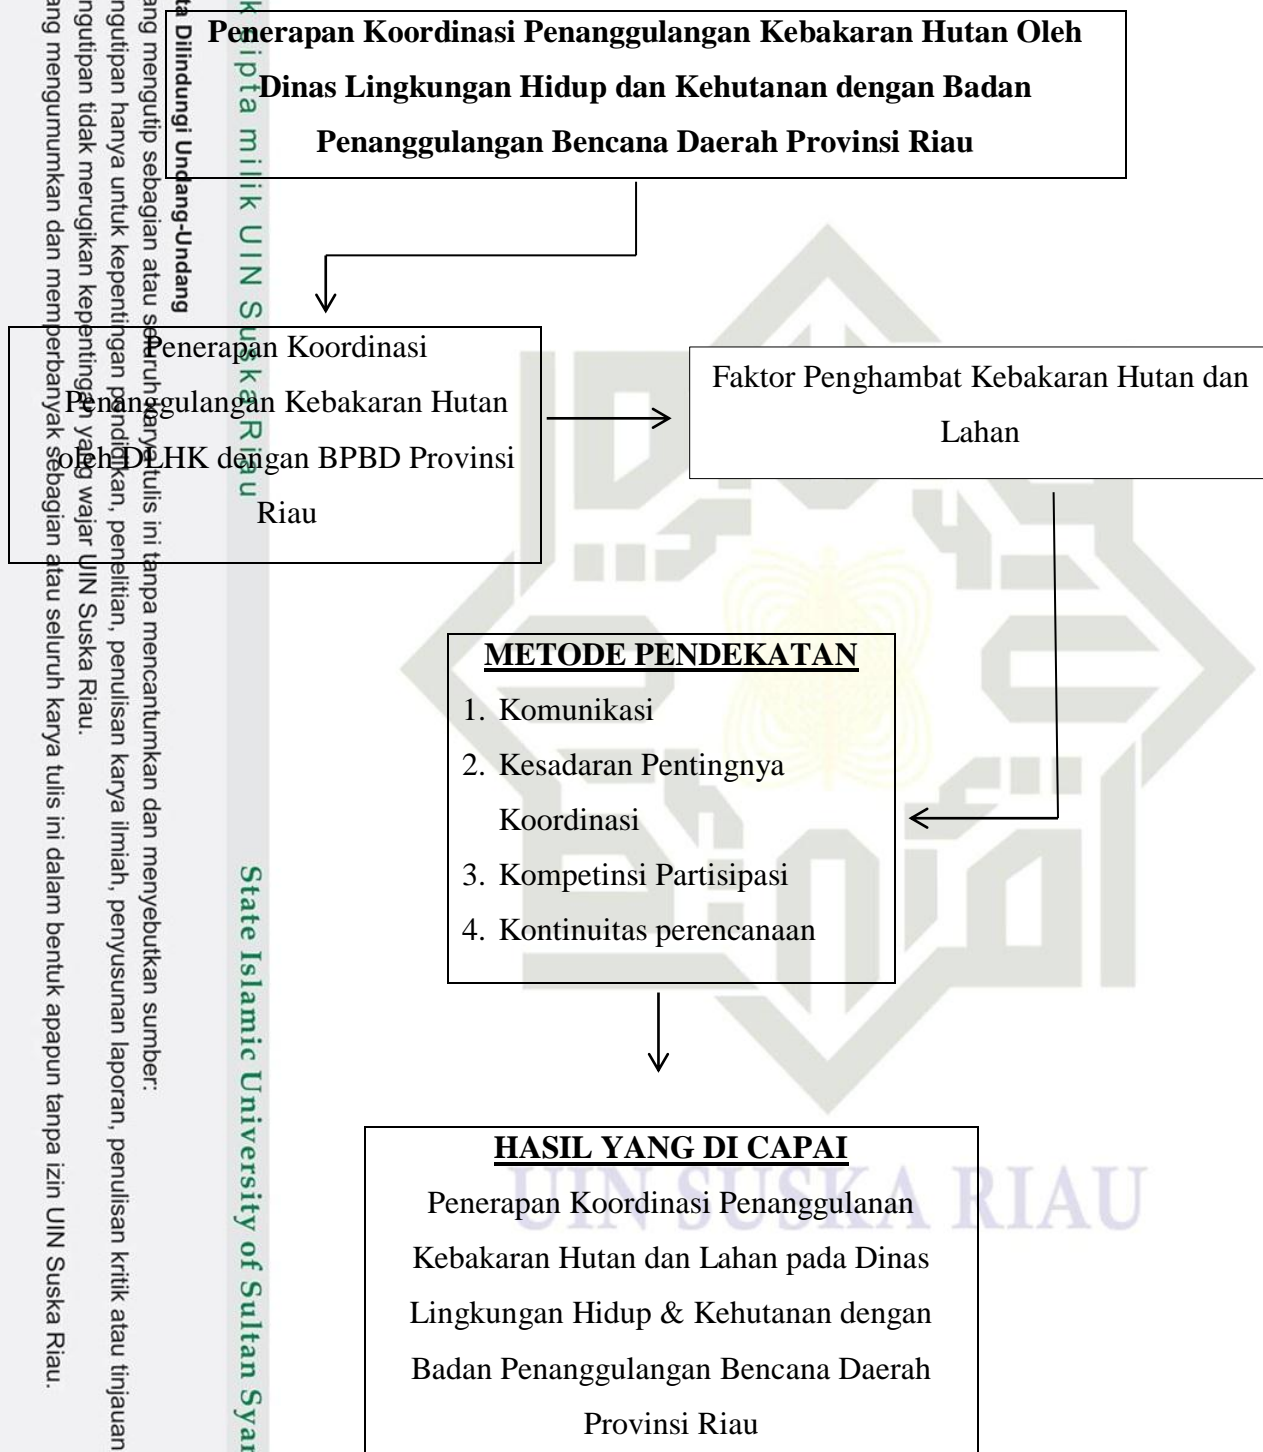 Penerapan Koordinasi Penanggulangan Kebakaran Hutan Oleh
Dinas Lingkungan Hidup dan Kehutanan dengan Badan
Penanggulangan Bencana Daerah Provinsi Riau
Penerapan Koordinasi
Penanggulangan Kebakaran Hutan
oleh DLHK dengan BPBD Provinsi
Riau
Faktor Penghambat Kebakaran Hutan dan
Lahan
METODE PENDEKATAN
1. Komunikasi
2. Kesadaran Pentingnya
Koordinasi
3. Kompetinsi Partisipasi
4. Kontinuitas perencanaan
HASIL YANG DI CAPAI
Penerapan Koordinasi Penanggulanan
Kebakaran Hutan dan Lahan pada Dinas
Lingkungan Hidup & Kehutanan dengan
Badan Penanggulangan Bencana Daerah
Provinsi Riau
UIN SUSKA RIAU
milik UIN Suska Riau
State Islamic University of Sultan
Dilindungi Undang-Undang
mengutip sebagian atau seluruh karya tulis ini tanpa mencantumkan dan menyebutkan sumber:
hanya untuk kepentingan pendidikan, penelitian, penulisan karya ilmiah, penyusunan laporan, penulisan kritik atau tinjauan
tidak merugikan kepentingan yang wajar UIN Suska Riau.
mengumumkan dan memperbanyak sebagian atau seluruh karya tulis ini dalam bentuk apapun tanpa izin UIN Suska Riau.